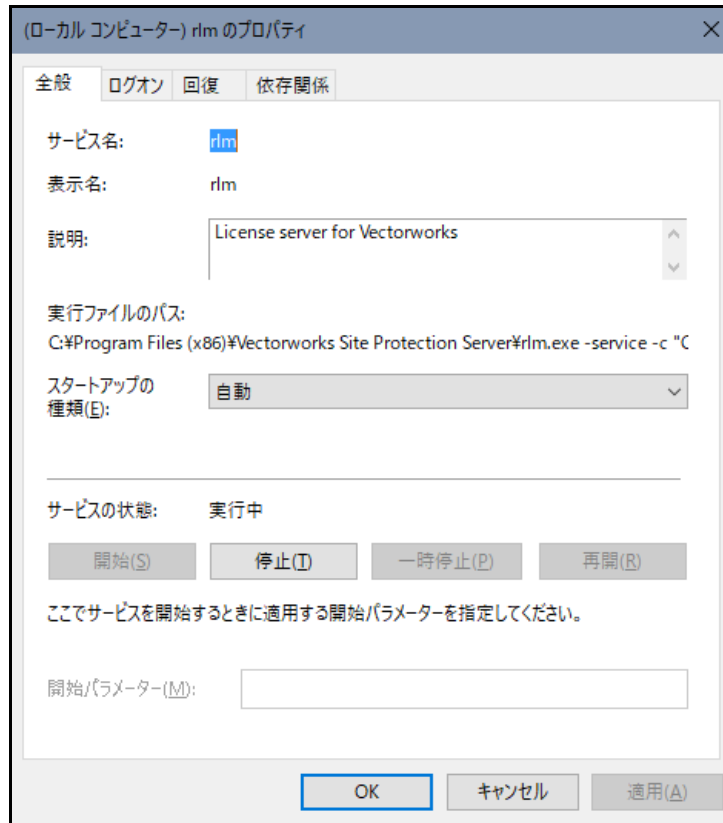 (ローカル コンピューター) rlm のプロパティ
全般 ログオン 回復 依存関係
サービス名: rlm
表示名: rlm
説明: License server for Vectorworks
実行ファイルのパス:
C:¥Program Files (x86)¥Vectorworks Site Protection Server¥rlm.exe -service -c "C
スタートアップの
種類(E): 自動
サービスの状態: 実行中
開始(S) 停止(T) 一時停止(P) 再開(R)
ここでサービスを開始するときに適用する開始パラメーターを指定してください。
開始パラメーター(M):
OK キャンセル 適用(A)